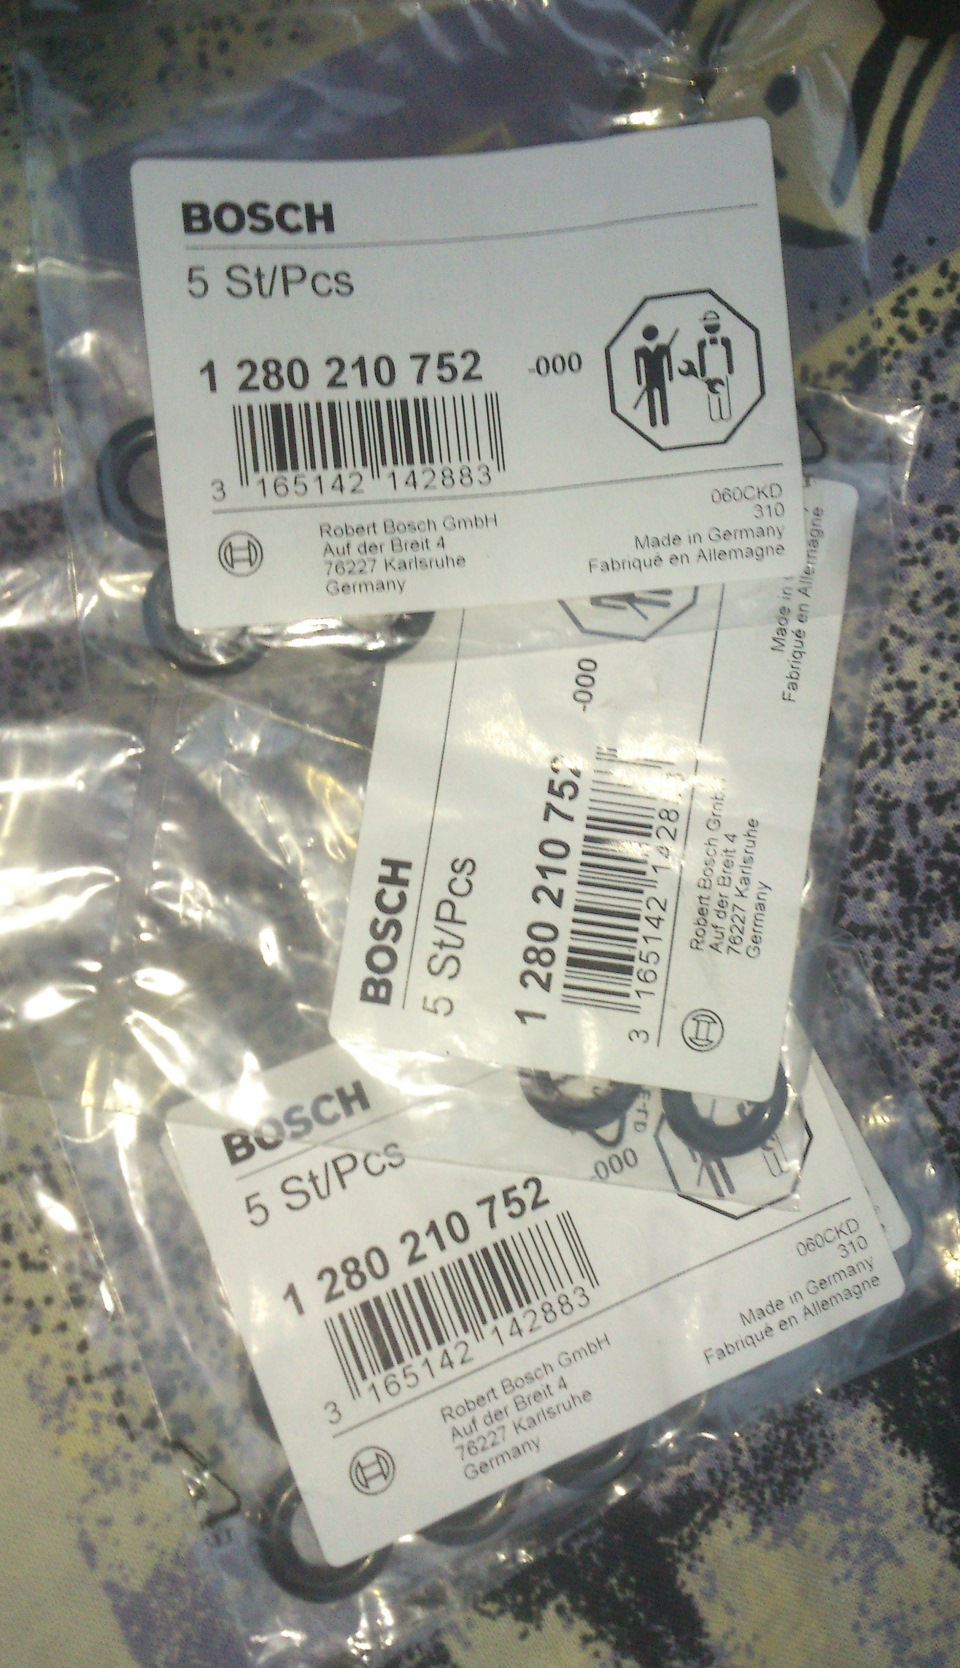 BOSCH
5 St/Pcs
1 280 210 752 -000
3 165142 142883
Robert Bosch GmbH
Auf der Breit 4
76227 Karlsruhe
Germany
060CKD
310
Made in Germany
Fabriqué en Allemagne
BOSCH
5 St/Pcs
1 280 210 752 -000
3 165142
Robert Bosch GmbH
Auf der Breit 4
76227 Karlsruhe
Germany
Made in
Fabriqué en Allemagne
BOSCH
5 St/Pcs
1 280 210 752 -000
3 165142 142883
Robert Bosch GmbH
Auf der Breit 4
76227 Karlsruhe
Germany
060CKD
310
Made in Germany
Fabriqué en Allemagne